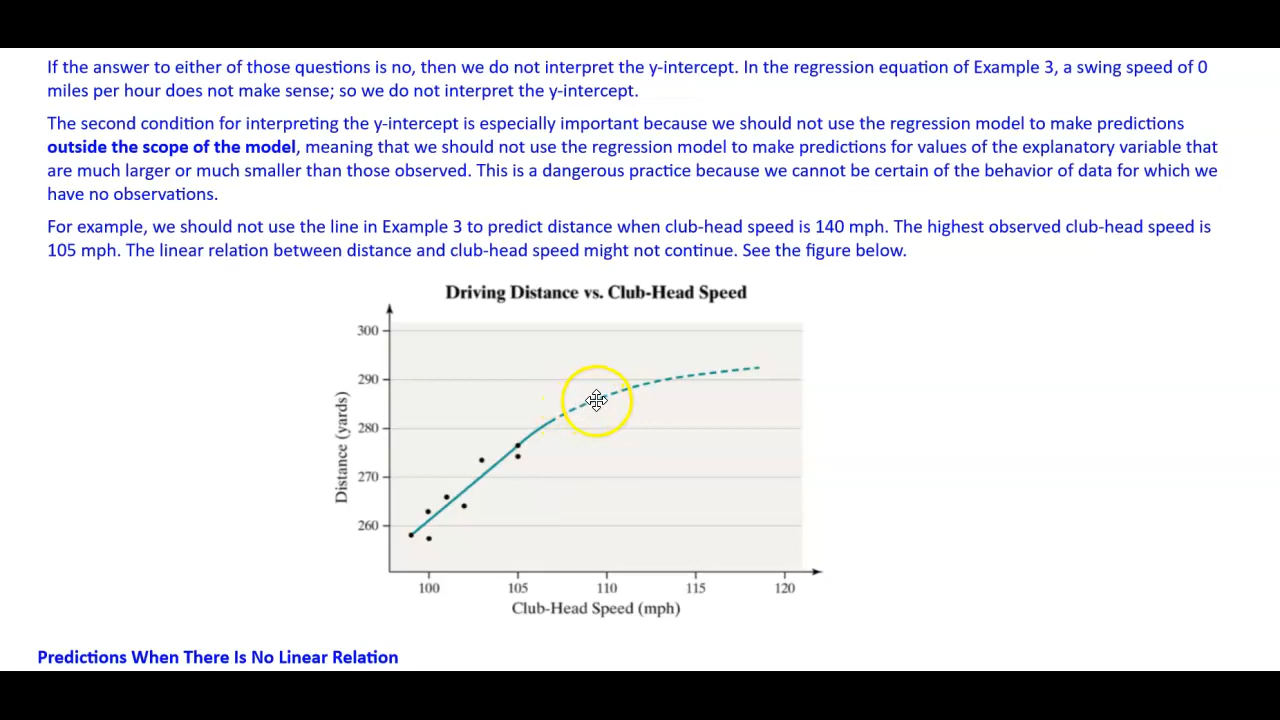 If the answer to either of those questions is no, then we do not interpret the y-intercept. In the regression equation of Example 3, a swing speed of 0
miles per hour does not make sense; so we do not interpret the y-intercept.
The second condition for interpreting the y-intercept is especially important because we should not use the regression model to make predictions
outside the scope of the model, meaning that we should not use the regression model to make predictions for values of the explanatory variable that
are much larger or much smaller than those observed. This is a dangerous practice because we cannot be certain of the behavior of data for which we
have no observations.
For example, we should not use the line in Example 3 to predict distance when club-head speed is 140 mph. The highest observed club-head speed is
105 mph. The linear relation between distance and club-head speed might not continue. See the figure below.
Driving Distance vs. Club-Head Speed
300
290
280
270
260
Distance (yards)
100 105 110 115 120
Club-Head Speed (mph)
Predictions When There Is No Linear Relation